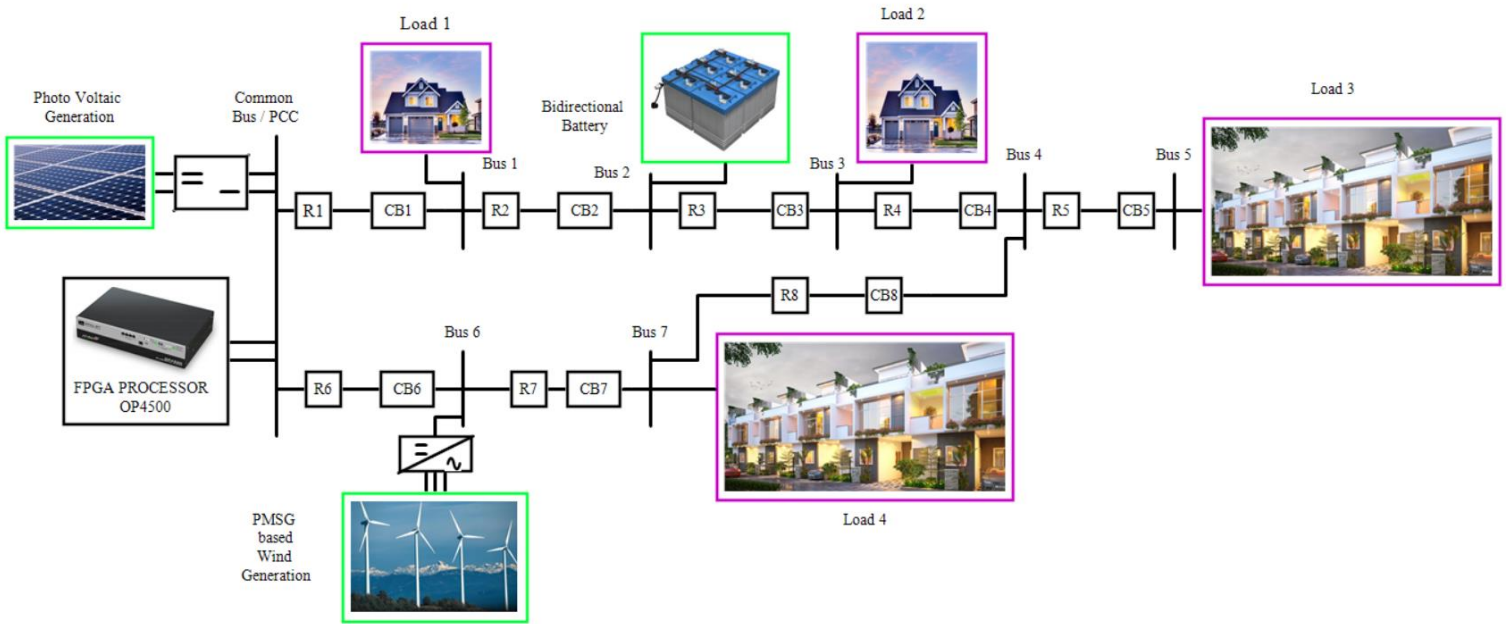 Load 1
Load 2
Load 3
Photo Voltaic
Generation
Common
Bus / PCC
Bidirectional
Battery
Bus 1
Bus 2
Bus 3
Bus 4
Bus 5
R1
CB1
R2
CB2
R3
CB3
R4
CB4
R5
CB5
R8
CB8
FPGA PROCESSOR
OP4500
Bus 6
Bus 7
R6
CB6
R7
CB7
Load 4
PMSG
based
Wind
Generation